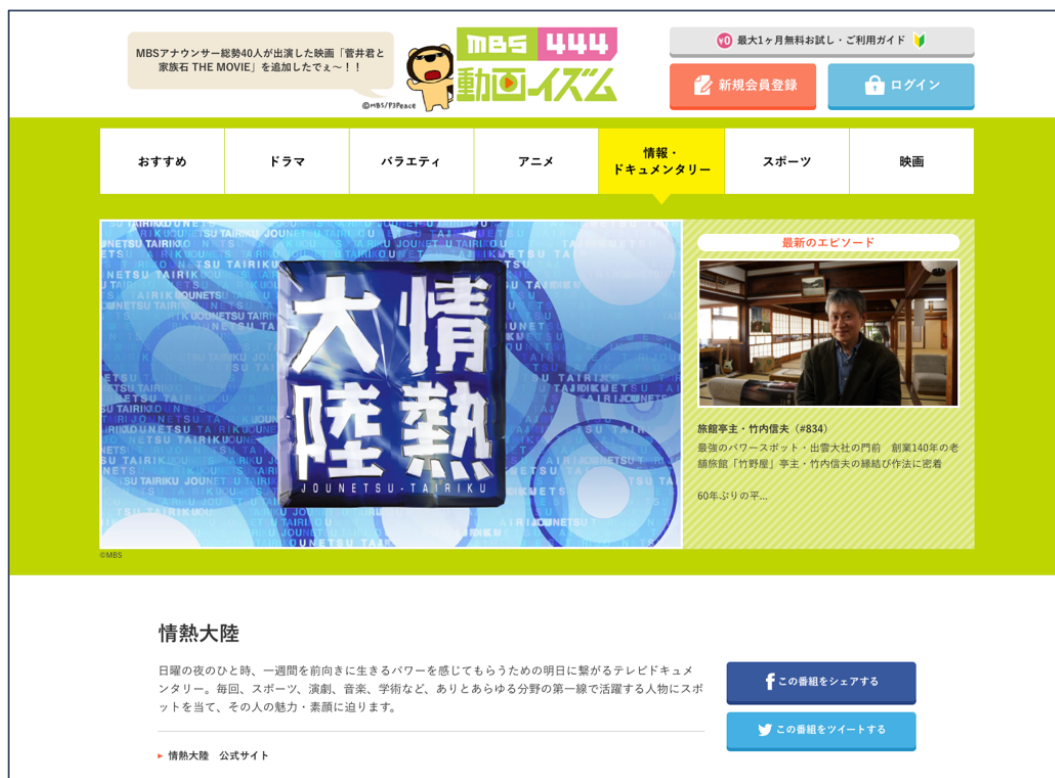 MBSアナウンサー総勢40人が出演した映画「菅井君と
家族石 THE MOVIE」を追加したでぇ～！！
©MBS/P3Peace
MBS 444
動画イズム
¥0 最大1ヶ月無料お試し・ご利用ガイド
新規会員登録
ログイン
おすすめ
ドラマ
バラエティ
アニメ
情報・
ドキュメンタリー
スポーツ
映画
情熱
大陸
JOUNETSU-TAIRIKU
©MBS
最新のエピソード
旅館亭主・竹内信夫（#834）
最強のパワースポット・出雲大社の門前　創業140年の老
舗旅館「竹野屋」亭主・竹内信夫の縁結び作法に密着
60年ぶりの平...
情熱大陸
日曜の夜のひと時、一週間を前向きに生きるパワーを感じてもらうための明日に繋がるテレビドキュメ
ンタリー。毎回、スポーツ、演劇、音楽、学術など、ありとあらゆる分野の第一線で活躍する人物にスポ
ットを当て、その人の魅力・素顔に迫ります。
情熱大陸　公式サイト
この番組をシェアする
この番組をツイートする